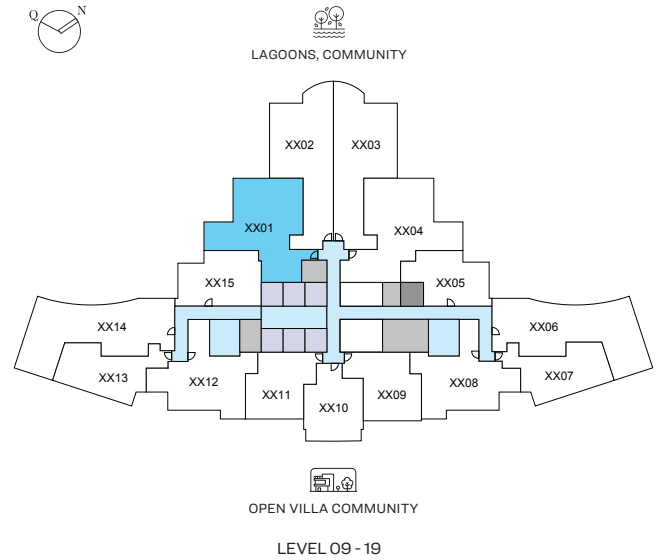 Q N
LAGOONS, COMMUNITY
XX02 XX03
XX01 XX04
XX15 XX05
XX14 XX06
XX13 XX12 XX08 XX07
XX11 XX10 XX09
OPEN VILLA COMMUNITY
LEVEL 09 - 19